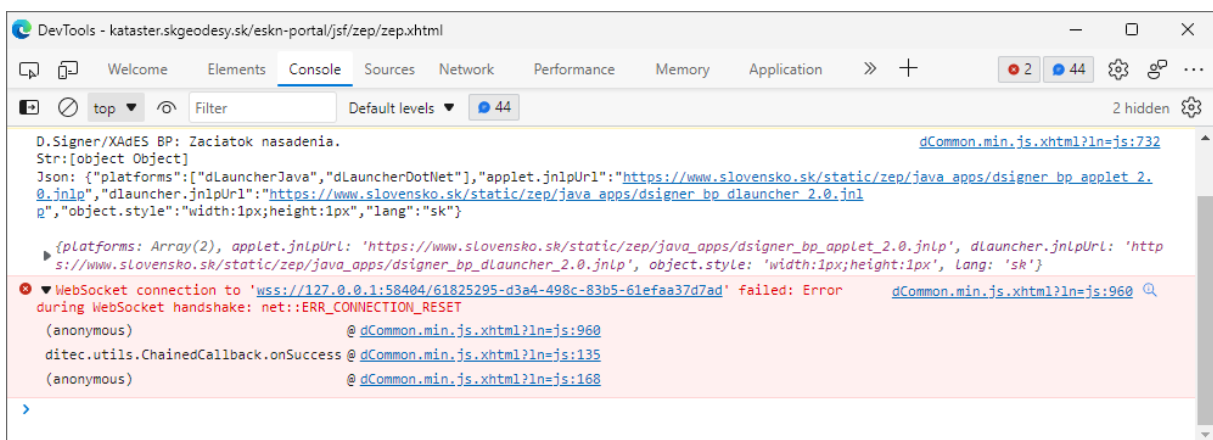 DevTools - kataster.skgeodesy.sk/eskn-portal/jsf/zep/zep.xhtml
Welcome Elements Console Sources Network Performance Memory Application 2 44
top ▼ Filter Default levels ▼ 44 2 hidden
D.Signer/XAdES BP: Zaciatok nasadenia. dCommon.min.js.xhtml?ln=js:732
Str:[object Object]
Json: {"platforms":["dLauncherJava","dLauncherDotNet"],"applet.jnlpUrl":"https://www.slovensko.sk/static/zep/java_apps/dsigner_bp_applet_2.
0.jnlp","dlauncher.jnlpUrl":"https://www.slovensko.sk/static/zep/java_apps/dsigner_bp_dlauncher_2.0.jnl
p","object.style":"width:1px;height:1px","lang":"sk"}
{platforms: Array(2), applet.jnlpUrl: 'https://www.slovensko.sk/static/zep/java_apps/dsigner_bp_applet_2.0.jnlp', dlauncher.jnlpUrl: 'http
s://www.slovensko.sk/static/zep/java_apps/dsigner_bp_dlauncher_2.0.jnlp', object.style: 'width:1px;height:1px', lang: 'sk'}
▼WebSocket connection to 'wss://127.0.0.1:58404/61825295-d3a4-498c-83b5-61efaa37d7ad' failed: Error dCommon.min.js.xhtml?ln=js:960
during WebSocket handshake: net::ERR_CONNECTION_RESET
(anonymous) @ dCommon.min.js.xhtml?ln=js:960
ditec.utils.ChainedCallback.onSuccess @ dCommon.min.js.xhtml?ln=js:135
(anonymous) @ dCommon.min.js.xhtml?ln=js:168